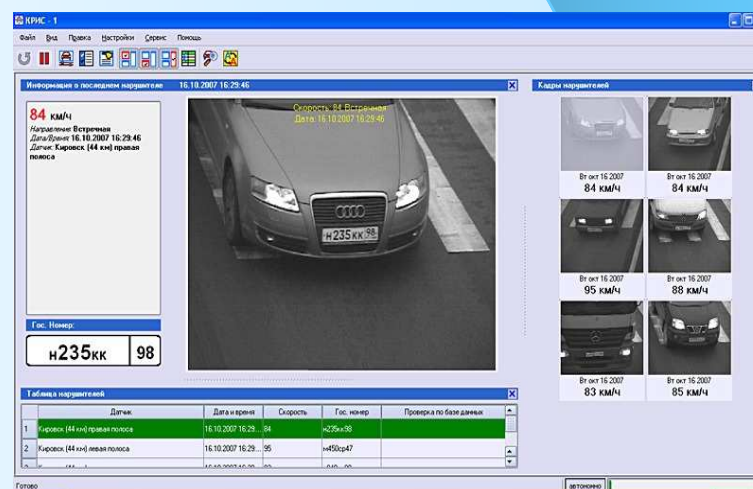 КРИС - 1
Файл Вид Правка Настройки Сервис Помощь
Информация о последнем нарушителе 16.10.2007 16:29:46
84 км/ч
Направление: Встречная
Дата/Время: 16.10.2007 16:29:46
Датчик: Кировск (44 км) правая
полоса
Скорость: 84 Встречная
Дата: 16.10.2007 16:29:46
н235кк 98
Гос. Номер:
н235кк 98
Кадры нарушителей
Вт окт 16 2007 Вт окт 16 2007
84 км/ч 84 км/ч
Вт окт 16 2007 Вт окт 16 2007
95 км/ч 88 км/ч
Вт окт 16 2007 Вт окт 16 2007
83 км/ч 85 км/ч
Таблица нарушителей
Датчик Дата и время Скорость Гос. номер Проверка по базе данных
1 Кировск (44 км) правая полоса 16.10.2007 16:29... 84 н235кк98
2 Кировск (44 км) левая полоса 16.10.2007 16:29... 95 м450ср47
Готово автономно